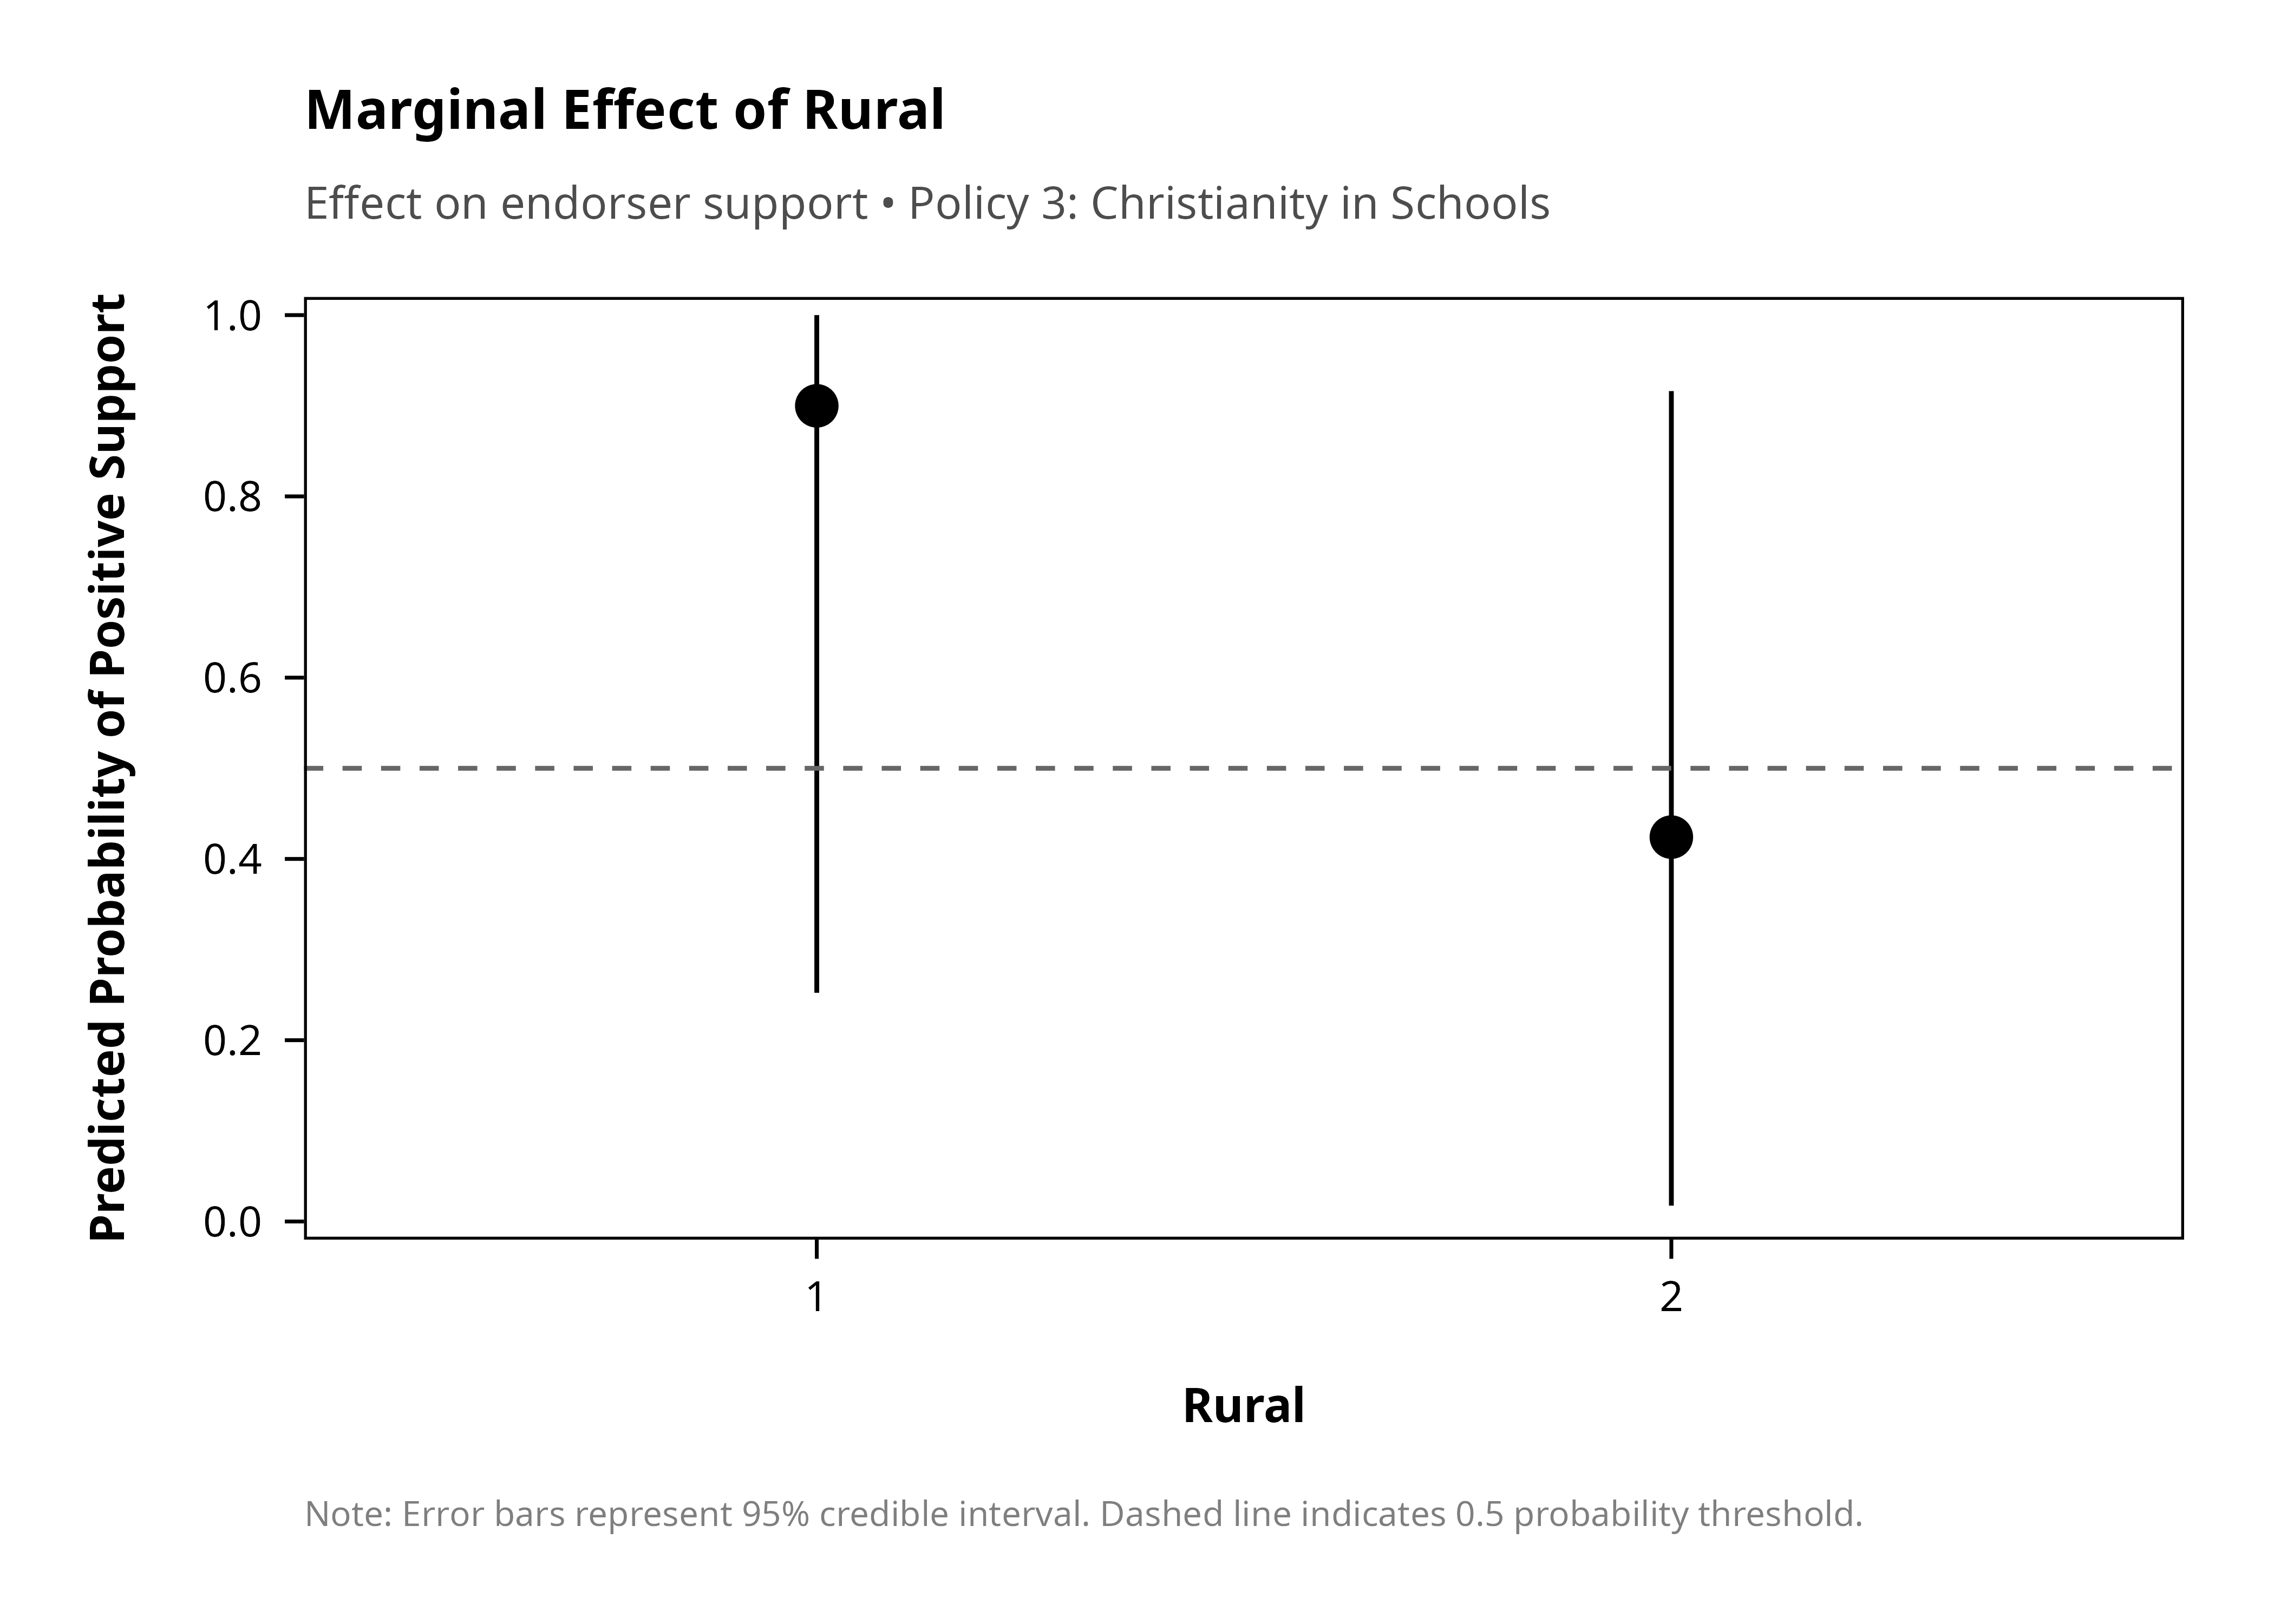 Marginal Effect of Rural
Effect on endorser support • Policy 3: Christianity in Schools
Predicted Probability of Positive Support
1.0
0.8
0.6
0.4
0.2
0.0
1
2
Rural
Note: Error bars represent 95% credible interval. Dashed line indicates 0.5 probability threshold.